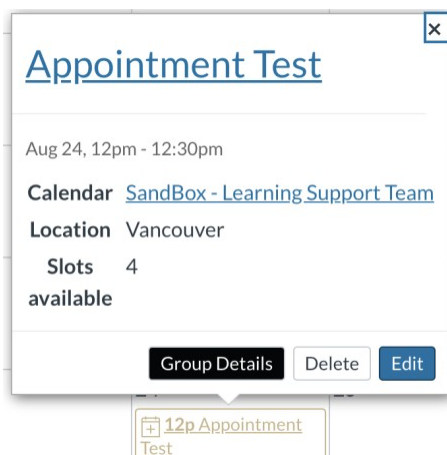 ×
Appointment Test
Aug 24, 12pm - 12:30pm
Calendar SandBox - Learning Support Team
Location Vancouver
Slots available 4
Group Details Delete Edit
12p Appointment
Test